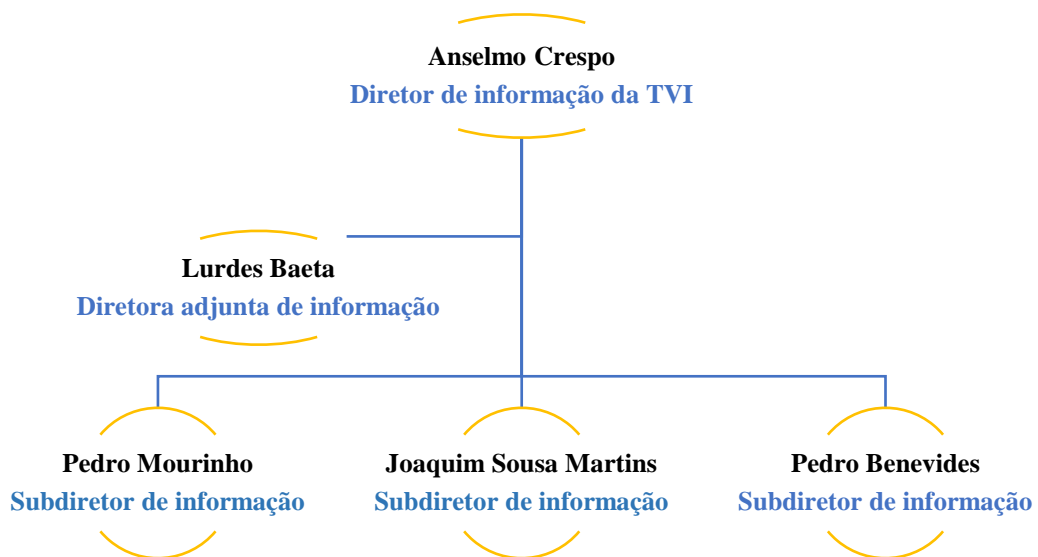 Anselmo Crespo
Diretor de informação da TVI
Lurdes Baeta
Diretora adjunta de informação
Pedro Mourinho
Subdiretor de informação
Joaquim Sousa Martins
Subdiretor de informação
Pedro Benevides
Subdiretor de informação